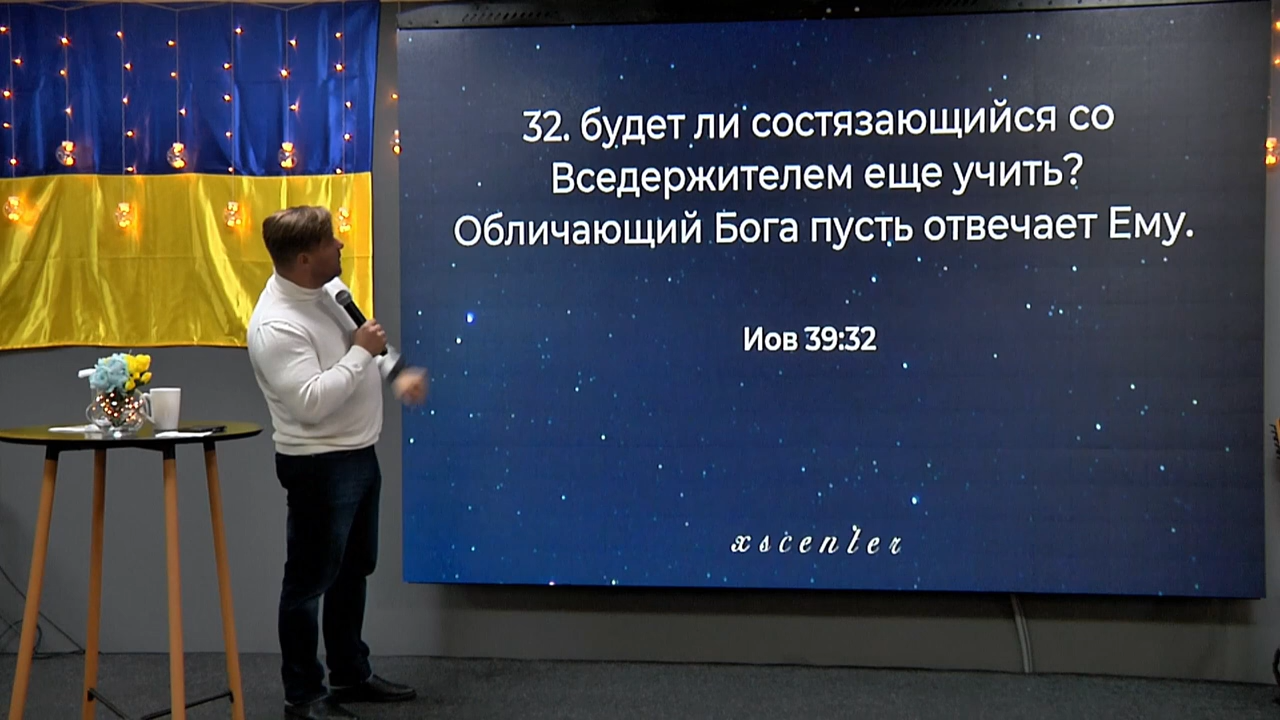 32. будет ли состязающийся со
Вседержителем еще учить?
Обличающий Бога пусть отвечает Ему.
Иов 39:32
xscenter